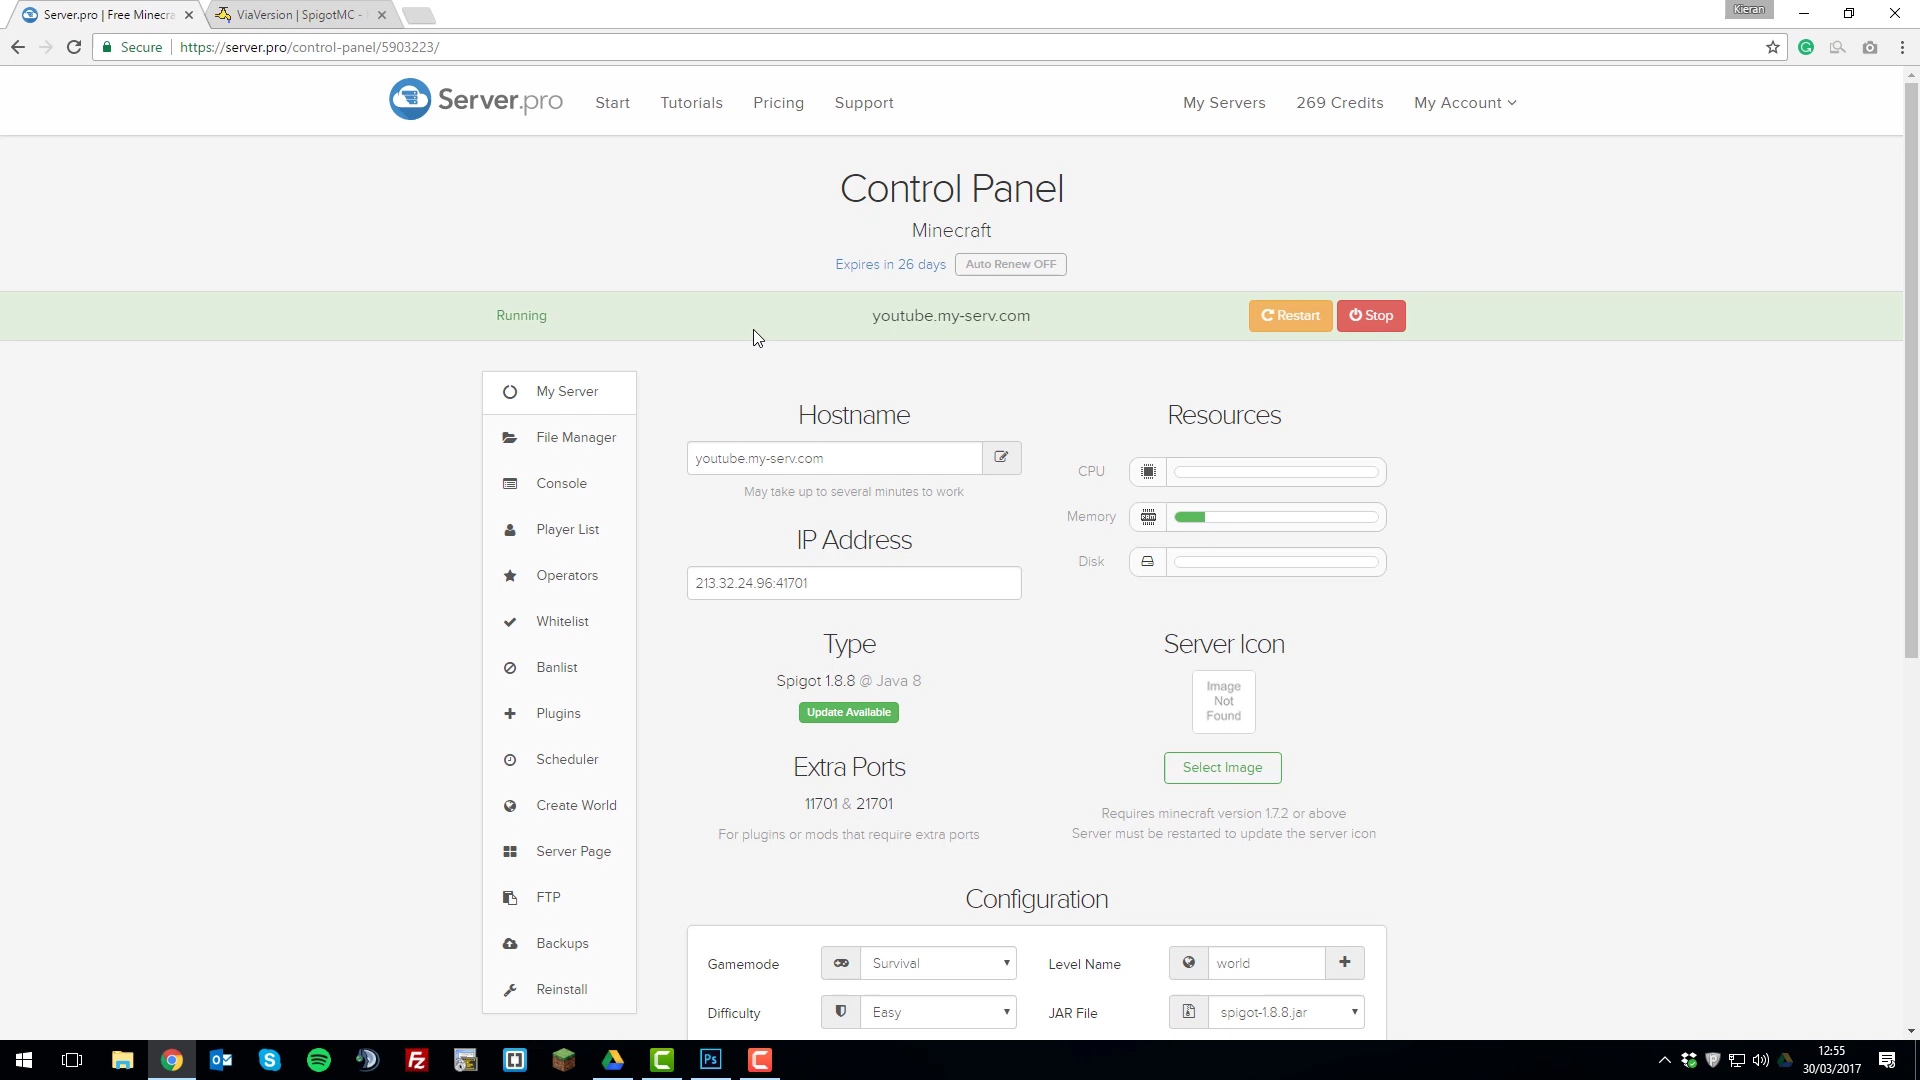 Server.pro | Free Minecra
ViaVersion | SpigotMC -
Kieran
Secure
https://server.pro/control-panel/5903223/
Server.pro
Start
Tutorials
Pricing
Support
My Servers
269 Credits
My Account
Control Panel
Minecraft
Expires in 26 days
Auto Renew OFF
Running
youtube.my-serv.com
Restart
Stop
My Server
File Manager
Console
Player List
Operators
Whitelist
Banlist
Plugins
Scheduler
Create World
Server Page
FTP
Backups
Reinstall
Hostname
youtube.my-serv.com
May take up to several minutes to work
IP Address
213.32.24.96:41701
Type
Spigot 1.8.8 @ Java 8
Update Available
Extra Ports
11701 & 21701
For plugins or mods that require extra ports
Resources
CPU
Memory
Disk
Server Icon
Image
Not
Found
Select Image
Requires minecraft version 1.7.2 or above
Server must be restarted to update the server icon
Configuration
Gamemode
Survival
Level Name
world
Difficulty
Easy
JAR File
spigot-1.8.8.jar
12:55
30/03/2017